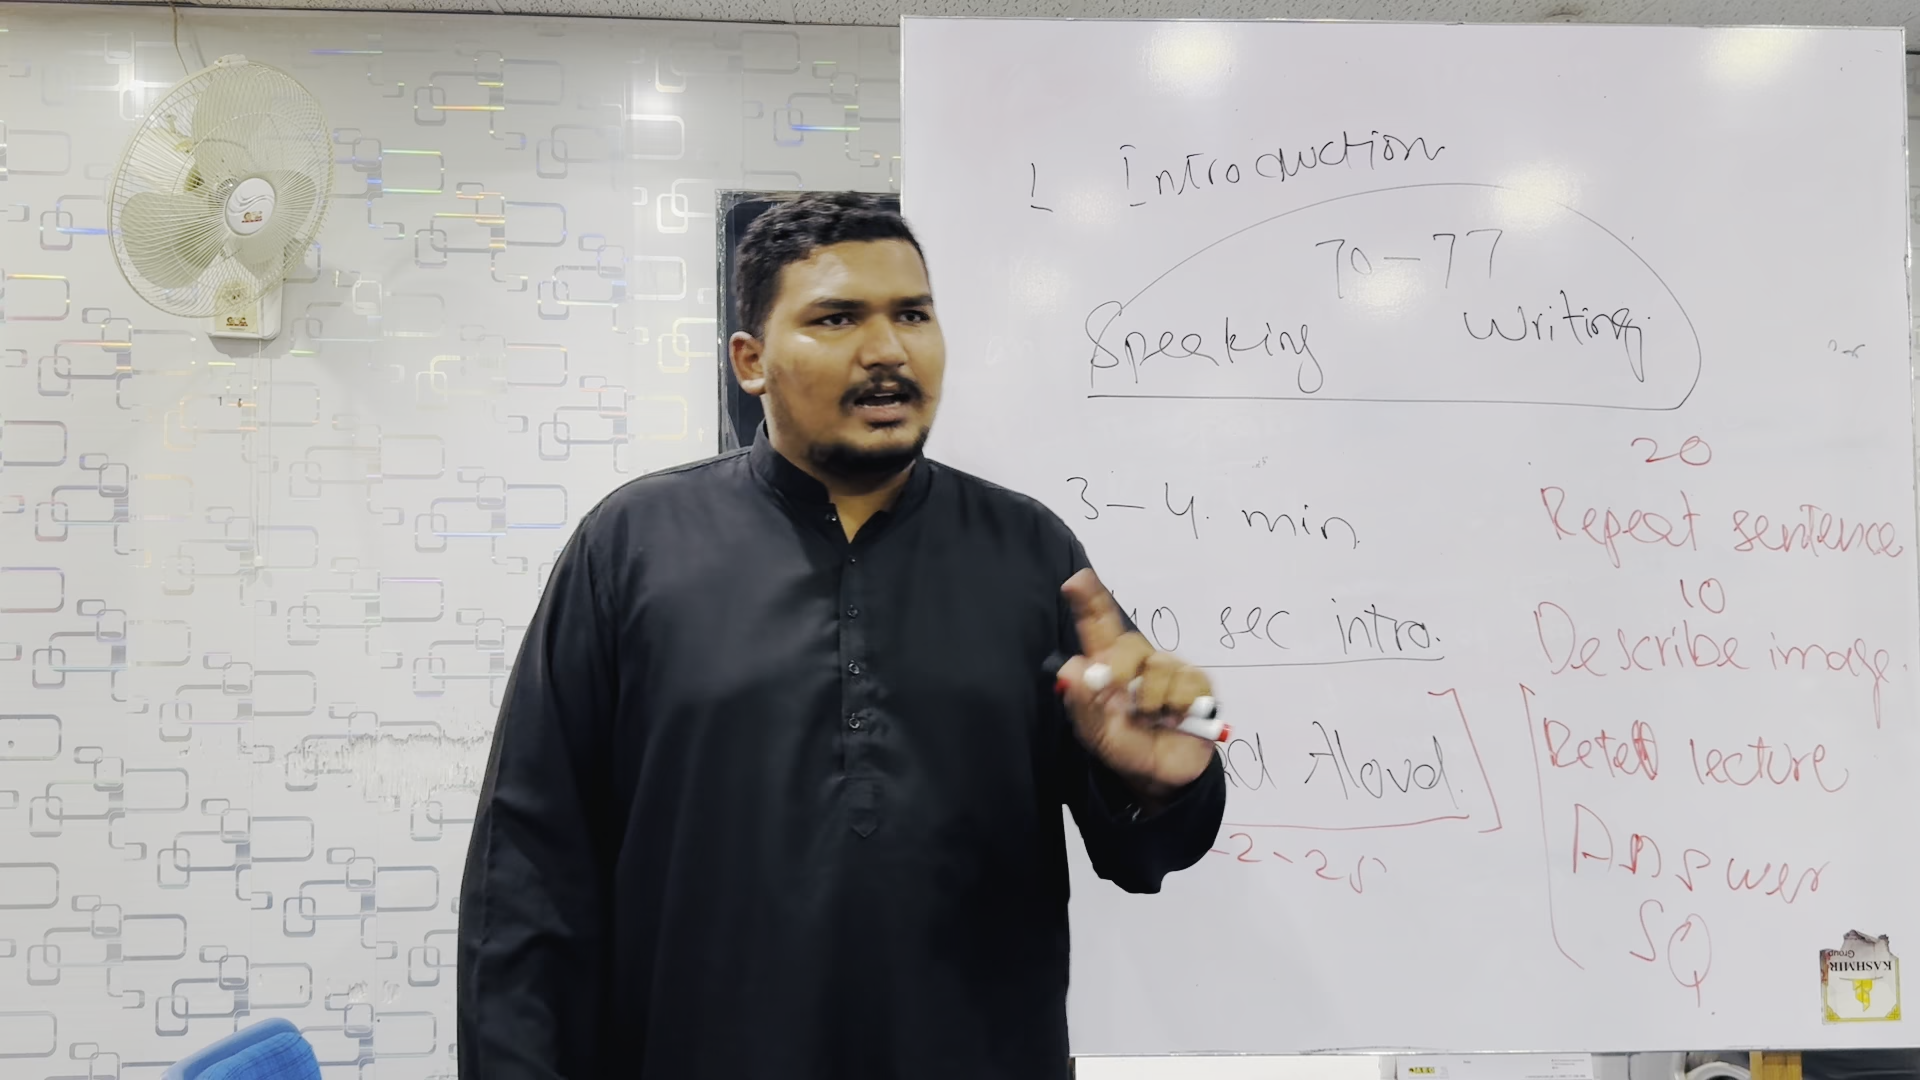 1 Introduction
70-77
Speaking Writing
3-4. min
40 sec intro.
Aloud.
-2-25
20
Repeat sentence
10
Describe image.
Retell lecture
Answer
SQ
KASHMIR
Group